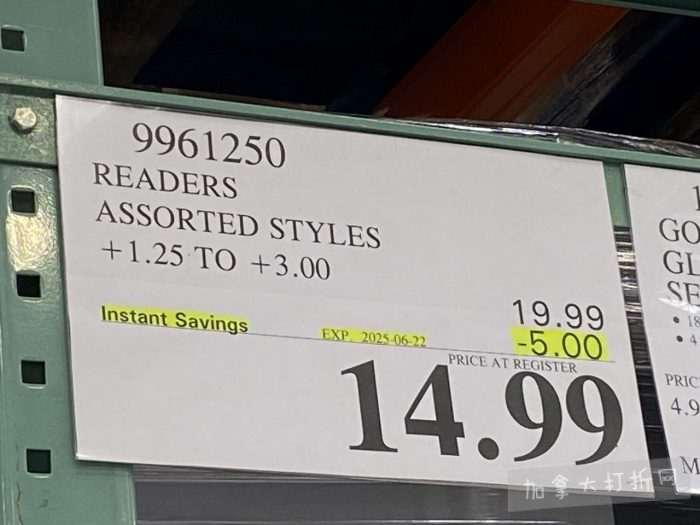 9961250
READERS
ASSORTED STYLES
+1.25 TO +3.00
19.99
Instant Savings EXP. 2025-06-22 -5.00
PRICE AT REGISTER
14.99
GO
GL
SE
PRIC
4.9
M
加拿大打折网